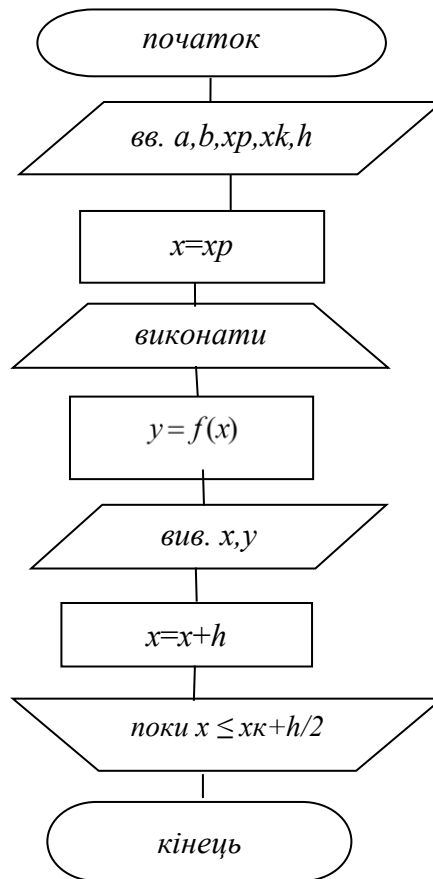 початок
вв. a,b,xp,xk,h
x=xp
виконати
y = f(x)
вив. x,y
x=x+h
поки x ≤ xк+h/2
кінець